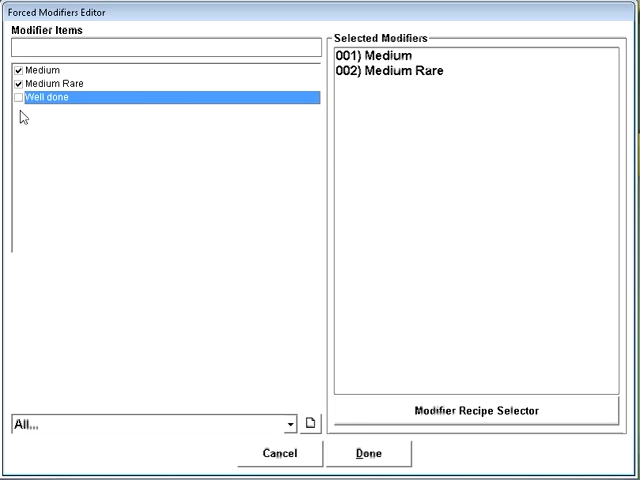 Forced Modifiers Editor
Modifier Items
Selected Modifiers
Medium
Medium Rare
Well done
001) Medium
002) Medium Rare
All...
Modifier Recipe Selector
Cancel
Done